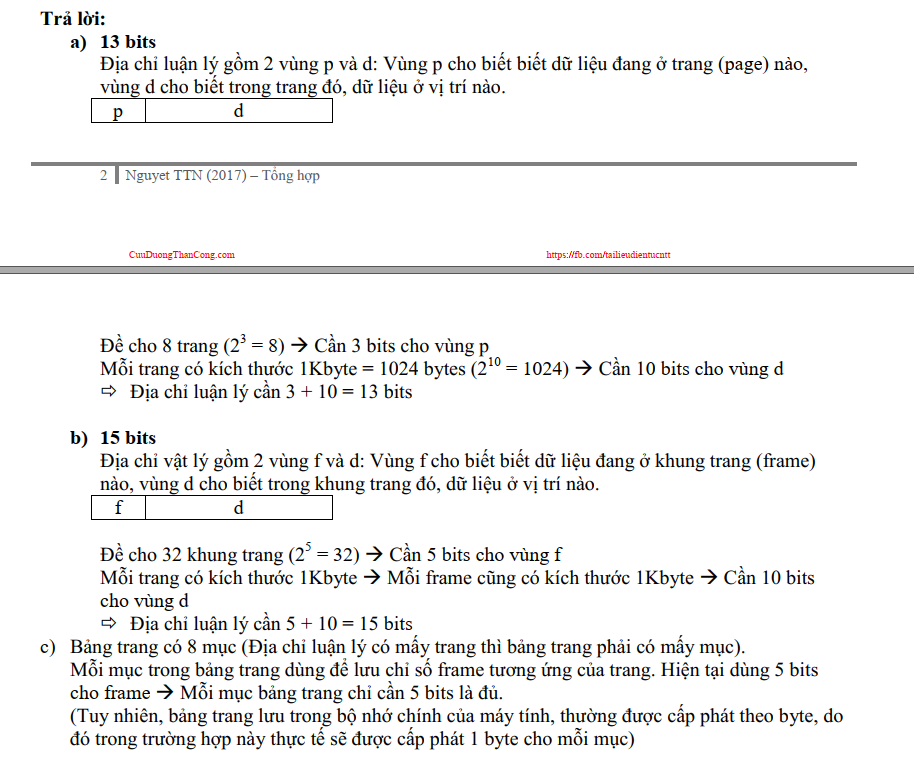 Trả lời:
a) 13 bits
Địa chỉ luận lý gồm 2 vùng p và d: Vùng p cho biết biết dữ liệu đang ở trang (page) nào,
vùng d cho biết trong trang đó, dữ liệu ở vị trí nào.
p d
2 Nguyet TTN (2017) – Tổng hợp
CuuDuongThanCong.com https://fb.com/tailieudientucntt
Đề cho 8 trang (2³ = 8) → Cần 3 bits cho vùng p
Mỗi trang có kích thước 1Kbyte = 1024 bytes (2¹⁰ = 1024) → Cần 10 bits cho vùng d
⇨ Địa chỉ luận lý cần 3 + 10 = 13 bits
b) 15 bits
Địa chỉ vật lý gồm 2 vùng f và d: Vùng f cho biết biết dữ liệu đang ở khung trang (frame)
nào, vùng d cho biết trong khung trang đó, dữ liệu ở vị trí nào.
f d
Đề cho 32 khung trang (2⁵ = 32) → Cần 5 bits cho vùng f
Mỗi trang có kích thước 1Kbyte → Mỗi frame cũng có kích thước 1Kbyte → Cần 10 bits
cho vùng d
⇨ Địa chỉ luận lý cần 5 + 10 = 15 bits
c) Bảng trang có 8 mục (Địa chỉ luận lý có mấy trang thì bảng trang phải có mấy mục).
Mỗi mục trong bảng trang dùng để lưu chỉ số frame tương ứng của trang. Hiện tại dùng 5 bits
cho frame → Mỗi mục bảng trang chỉ cần 5 bits là đủ.
(Tuy nhiên, bảng trang lưu trong bộ nhớ chính của máy tính, thường được cấp phát theo byte, do
đó trong trường hợp này thực tế sẽ được cấp phát 1 byte cho mỗi mục)